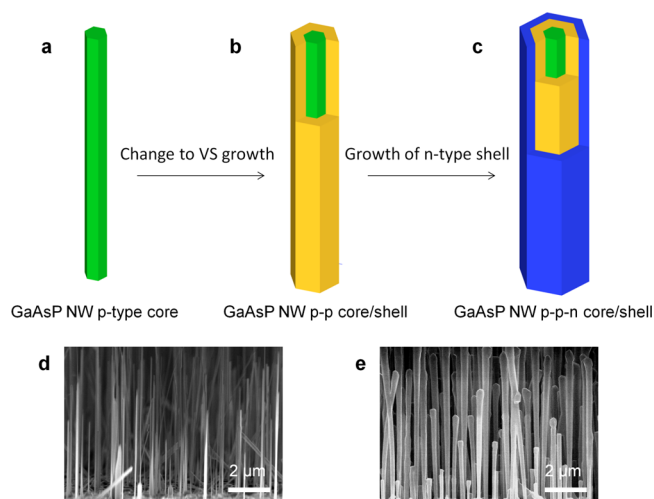 a
b
c
Change to VS growth
Growth of n-type shell
GaAsP NW p-type core
GaAsP NW p-p core/shell
GaAsP NW p-p-n core/shell
d
e
2 μm
2 μm